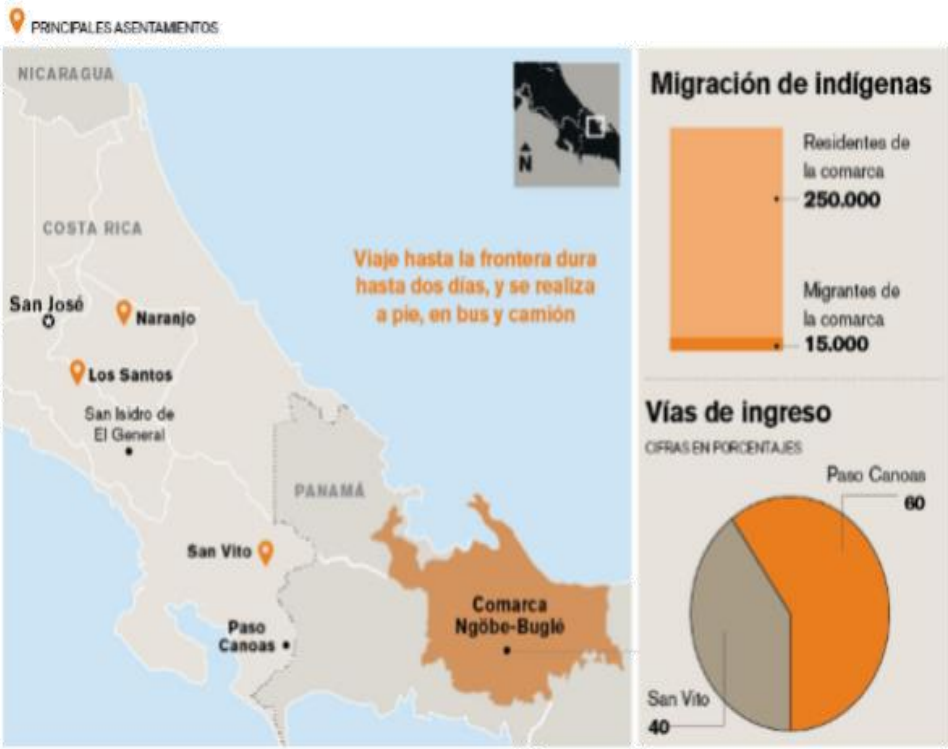 PRINCIPALES ASENTAMIENTOS
NICARAGUA
COSTA RICA
San José
Naranjo
Los Santos
San Isidro de
El General
San Vito
Paso
Canoas
PANAMÁ
Comarca
Ngöbe-Buglé
N
Viaje hasta la frontera dura
hasta dos días, y se realiza
a pie, en bus y camión
Migración de indígenas
Residentes de
la comarca
250.000
Migrantes de
la comarca
15.000
Vías de ingreso
CIFRAS EN PORCENTAJES
Paso Canoas
60
San Vito
40